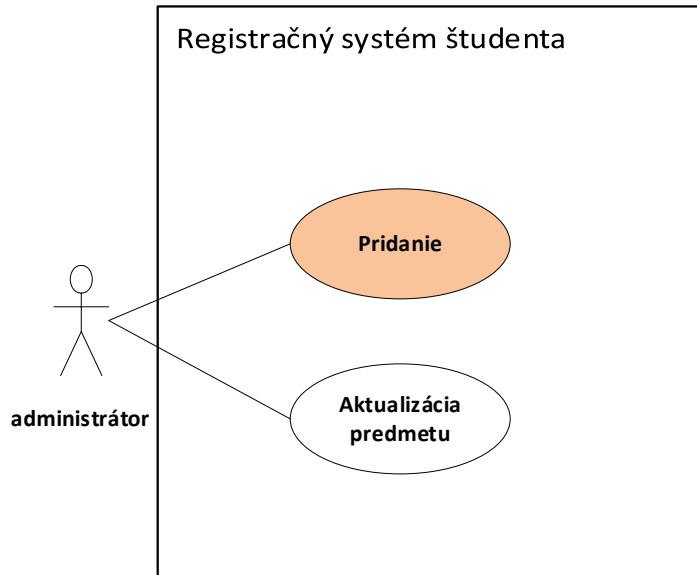 Registračný systém študenta
Pridanie
administrátor
Aktualizácia
predmetu